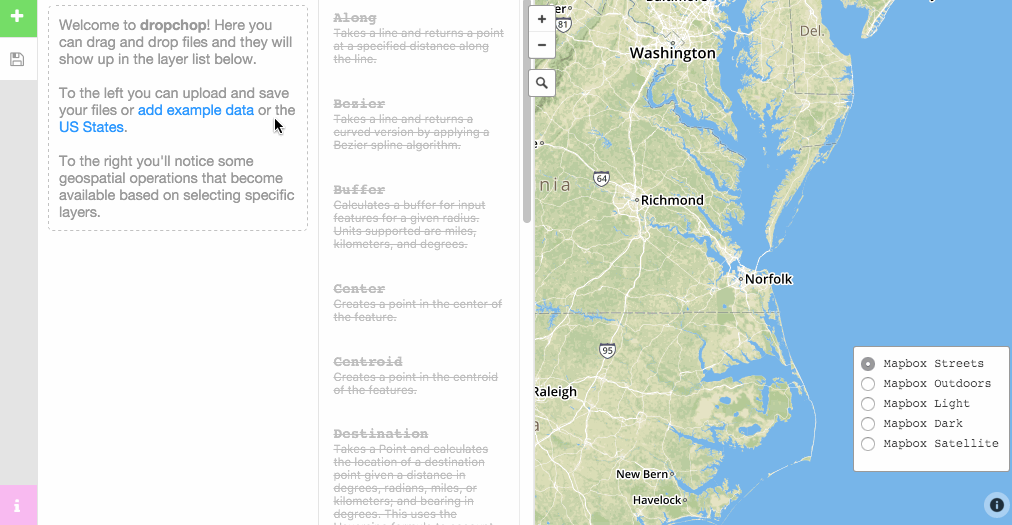 +
Welcome to dropchop! Here you
can drag and drop files and they will
show up in the layer list below.
To the left you can upload and save
your files or add example data or the
US States.
To the right you'll notice some
geospatial operations that become
available based on selecting specific
layers.
i
Along
Takes a line and returns a point
at a specified distance along
the line.
Bezier
Takes a line and returns a
curved version by applying a
Bezier spline algorithm.
Buffer
Calculates a buffer for input
features for a given radius.
Units supported are miles,
kilometers, and degrees.
Center
Creates a point in the center of
the feature.
Centroid
Creates a point in the centroid
of the features.
Destination
Takes a Point and calculates
the location of a destination
point given a distance in
degrees, radians, miles, or
kilometers; and bearing in
degrees. This uses the
+
−
81
Washington
Del.
64
nia
Richmond
Norfolk
95
Raleigh
New Bern
Havelock
Mapbox Streets
Mapbox Outdoors
Mapbox Light
Mapbox Dark
Mapbox Satellite
i